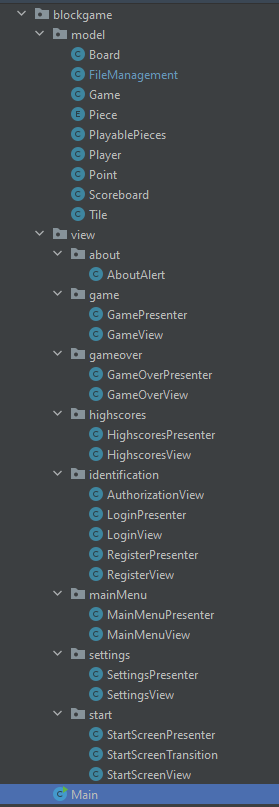 blockgame
model
C Board
C FileManagement
C Game
E Piece
C PlayablePieces
C Player
C Point
C Scoreboard
C Tile
view
about
C AboutAlert
game
C GamePresenter
C GameView
gameover
C GameOverPresenter
C GameOverView
highscores
C HighscoresPresenter
C HighscoresView
identification
C AuthorizationView
C LoginPresenter
C LoginView
C RegisterPresenter
C RegisterView
mainMenu
C MainMenuPresenter
C MainMenuView
settings
C SettingsPresenter
C SettingsView
start
C StartScreenPresenter
C StartScreenTransition
C StartScreenView
C Main